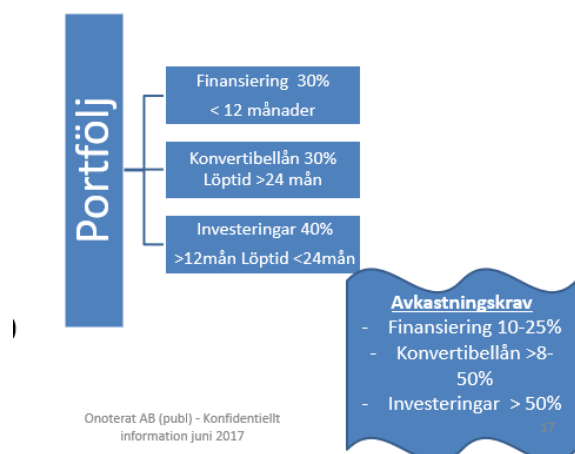 Portfölj
Finansiering 30%
< 12 månader
Konvertibellån 30%
Löptid >24 mån
Investeringar 40%
>12mån Löptid <24mån
Avkastningskrav
- Finansiering 10-25%
- Konvertibellån >8-
50%
- Investeringar > 50%
Onoterat AB (publ) - Konfidentiellt
information juni 2017
17